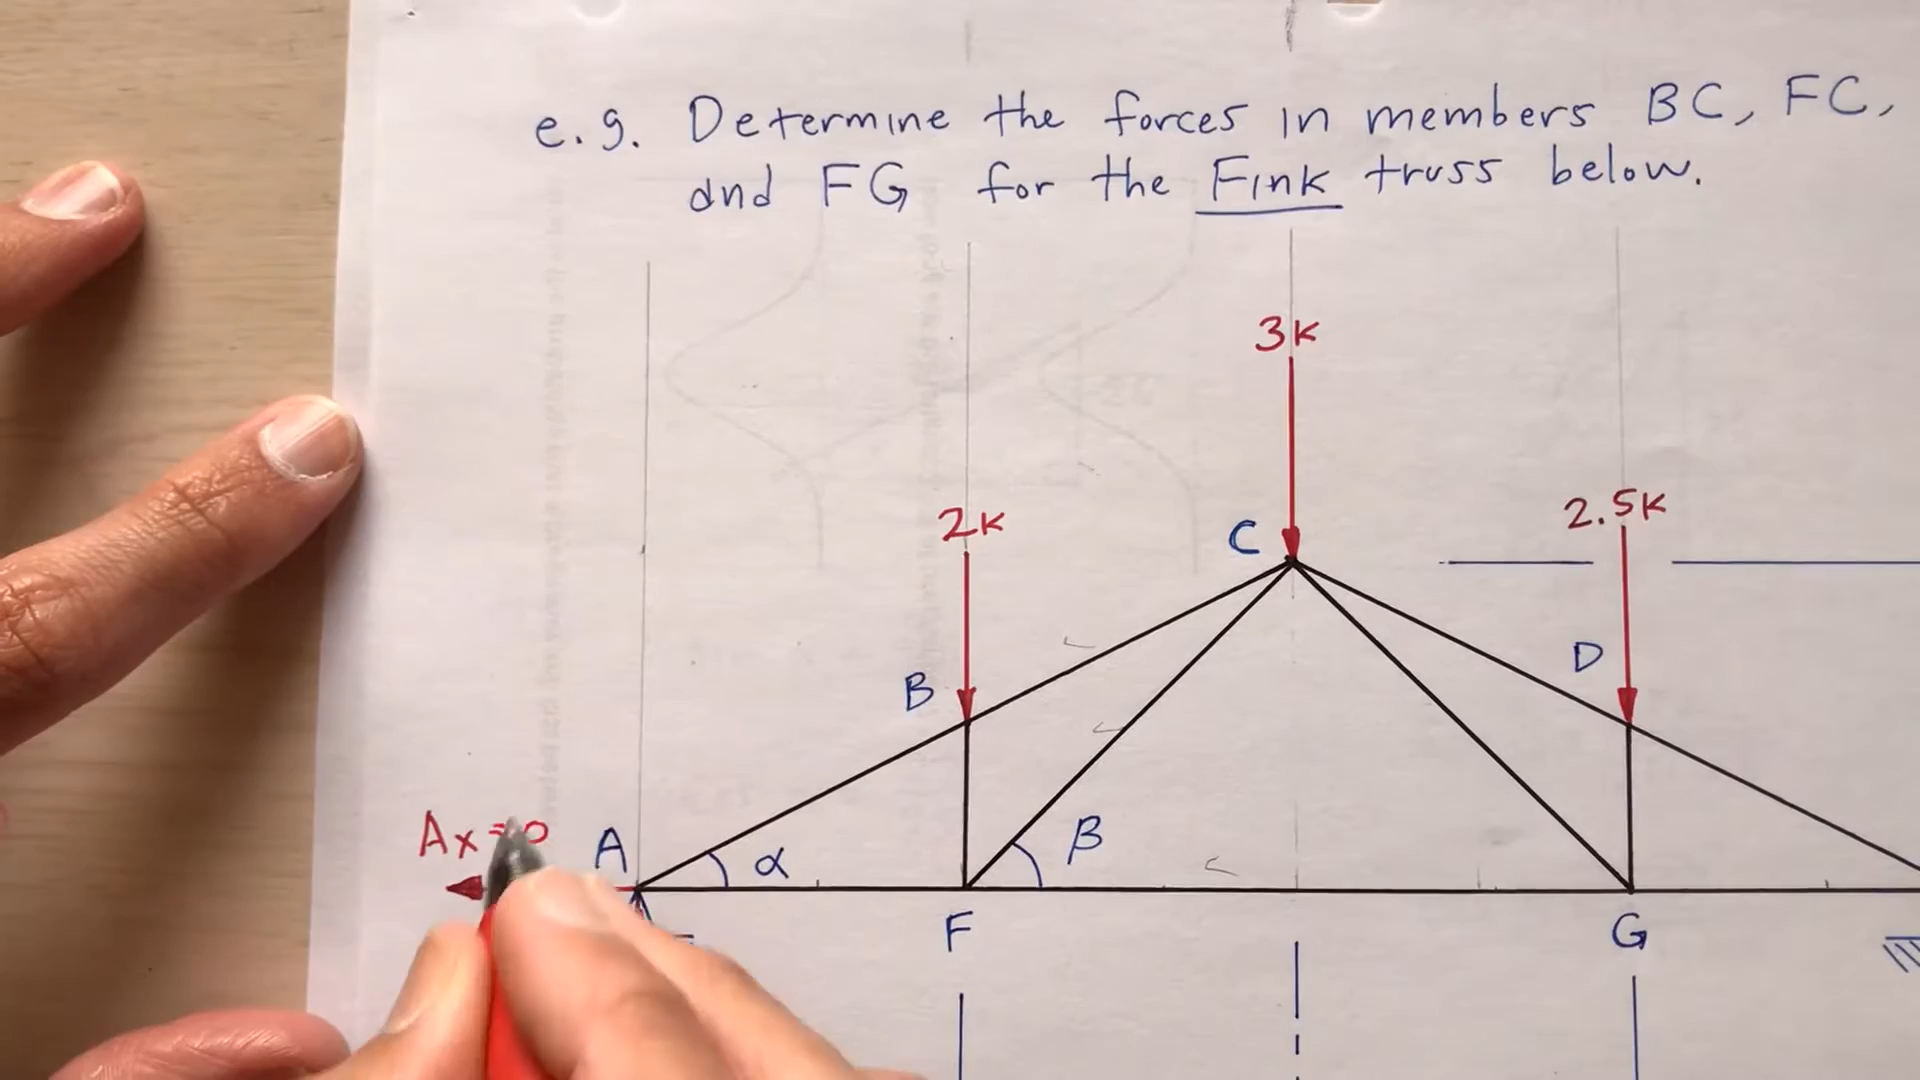 e.g. Determine the forces in members BC, FC,
and FG for the Fink truss below.
3K
2K
2.5K
C
B
D
Ax=0
A
α
β
F
G